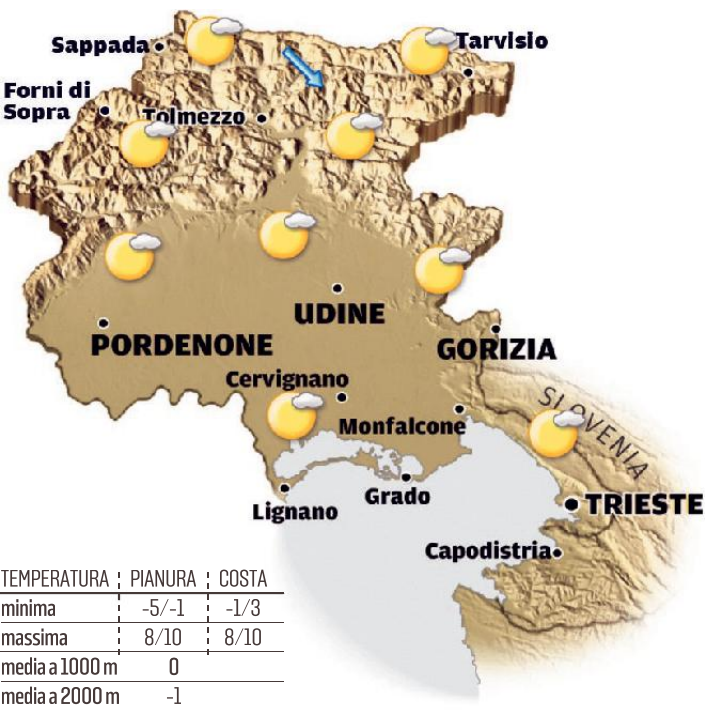 Sappada
Tarvisio
Forni di
Sopra
Tolmezzo
UDINE
PORDENONE
GORIZIA
Cervignano
SLOVENIA
Monfalcone
Grado
Lignano
TRIESTE
Capodistria
TEMPERATURA PIANURA COSTA
minima -5/-1 -1/3
massima 8/10 8/10
media a 1000 m 0
media a 2000 m -1